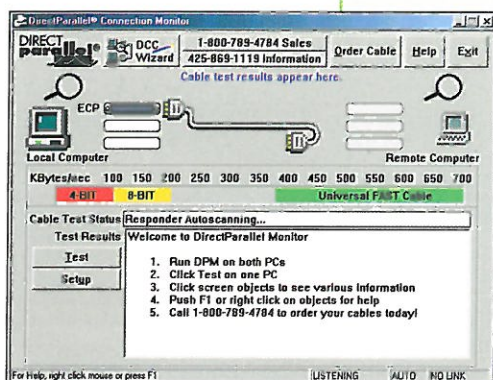 DirectParallel® Connection Monitor
DIRECT parallel®
DCC Wizard
1-800-789-4784 Sales
425-869-1119 Information
Order Cable
Help
Exit
Cable test results appear here.
ECP
Local Computer
Remote Computer
KBytes/sec 100 150 200 250 300 350 400 450 500 550 600 650 700
4-BIT
8-BIT
Universal FAST Cable
Cable Test Status
Responder Autoscanning...
Test Results
Welcome to DirectParallel Monitor
Test
Setup
1. Run DPM on both PCs
2. Click Test on one PC
3. Click screen objects to see various information
4. Push F1 or right click on objects for help
5. Call 1-800-789-4784 to order your cables today!
For Help, right click mouse or press F1
LISTENING
AUTO
NO LINK